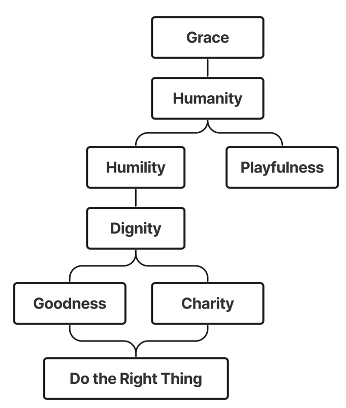 Grace
Humanity
Humility
Playfulness
Dignity
Goodness
Charity
Do the Right Thing